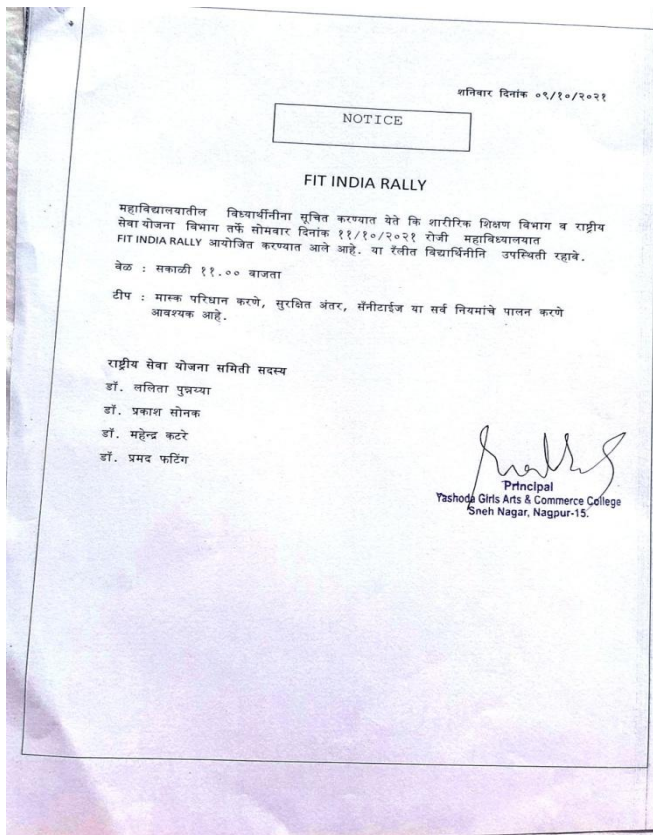 शनिवार दिनांक ०९/१०/२०२१
NOTICE
FIT INDIA RALLY
महाविद्यालयातील विध्यार्थीनीना सूचित करण्यात येते कि शारीरिक शिक्षण विभाग व राष्ट्रीय
सेवा योजना विभाग तर्फे सोमवार दिनांक ११/१०/२०२१ रोजी महाविध्यालयात
FIT INDIA RALLY आयोजित करण्यात आले आहे. या रॅलीत विद्यार्थिनीनि उपस्थिती रहावे.
वेळ : सकाळी ११.०० वाजता
टीप : मास्क परिधान करणे, सुरक्षित अंतर, सॅनीटाईज या सर्व नियमांचे पालन करणे
आवश्यक आहे.
राष्ट्रीय सेवा योजना समिती सदस्य
डॉ. ललिता पुन्नय्या
डॉ. प्रकाश सोनक
डॉ. महेन्द्र कटरे
डॉ. प्रमद फटिंग
Principal
Yashoda Girls Arts & Commerce College
Sneh Nagar, Nagpur-15.